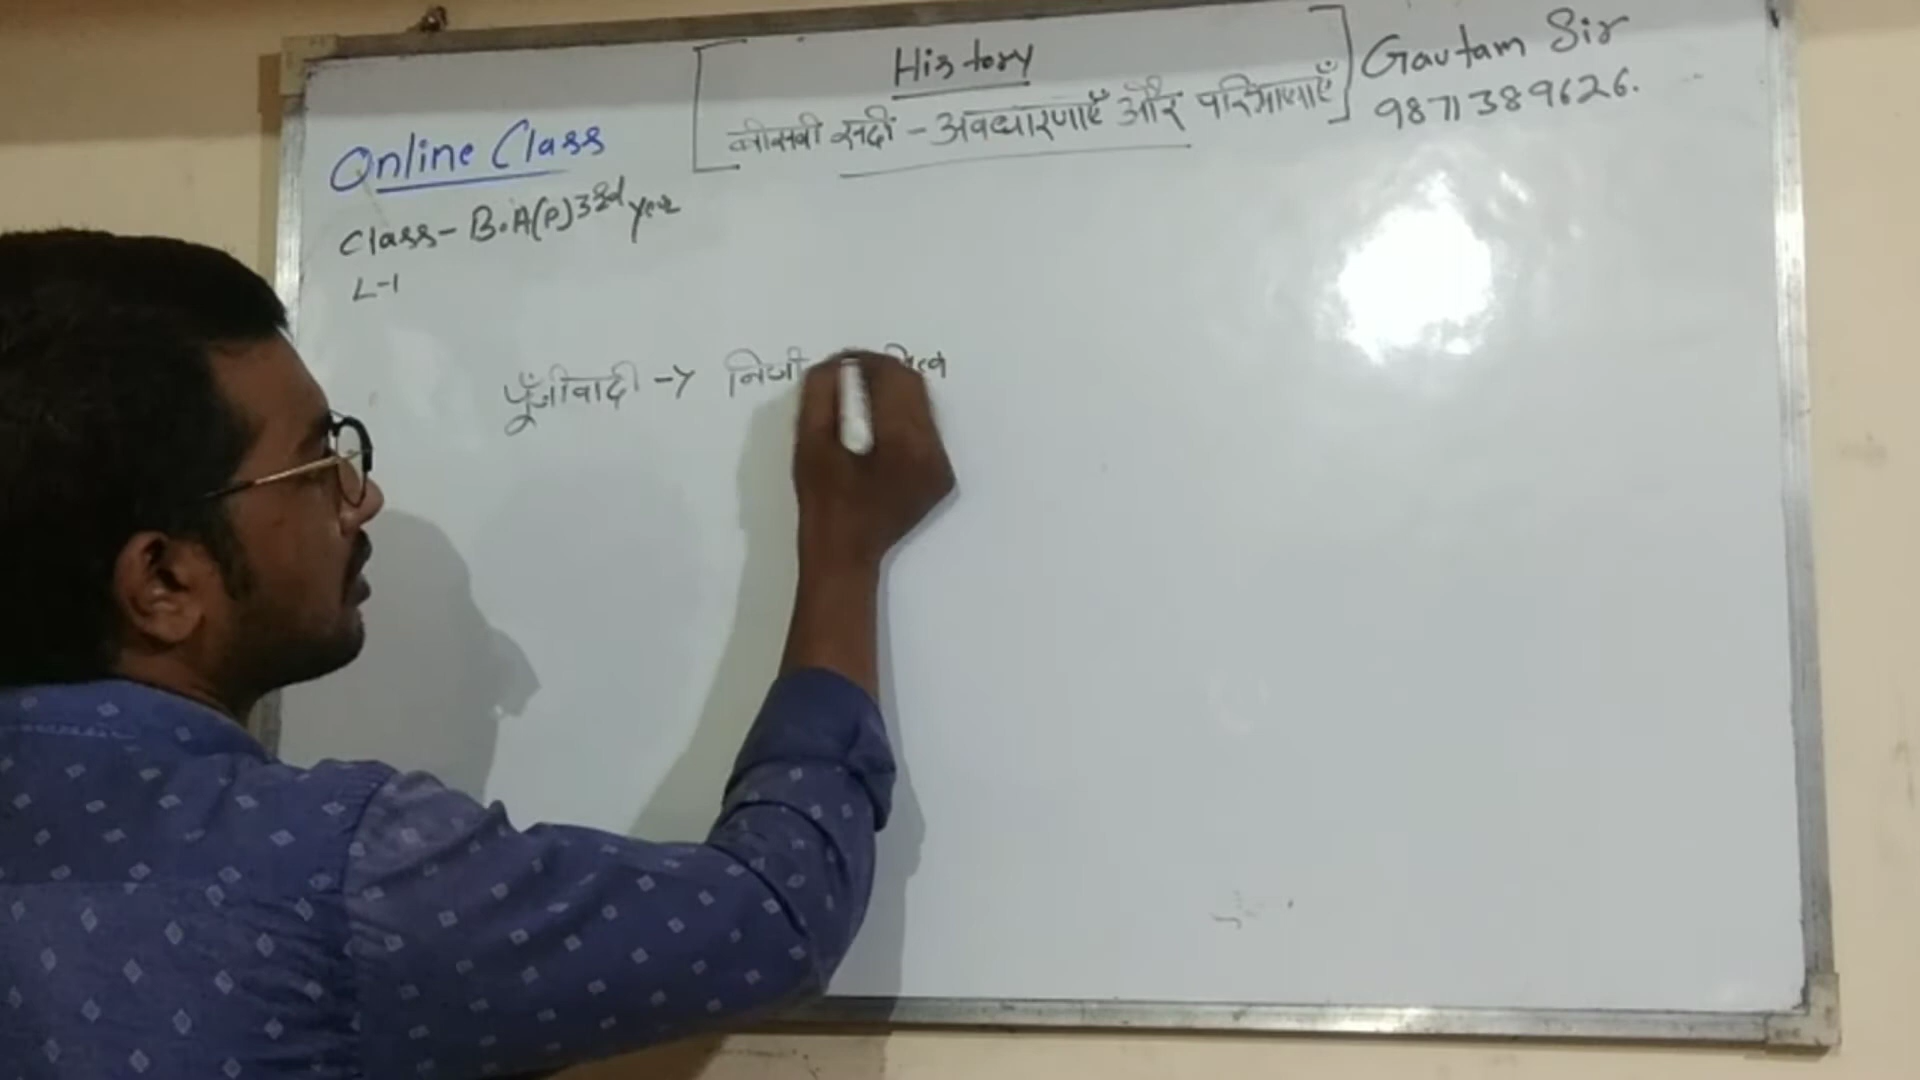 History
बीसवी सदी - अवधारणाएँ और परिभाषाएँ
Gautam Sir
9871389626.
Online Class
Class - B.A(P) 3rd year
L-1
पूँजीवादी → निजी